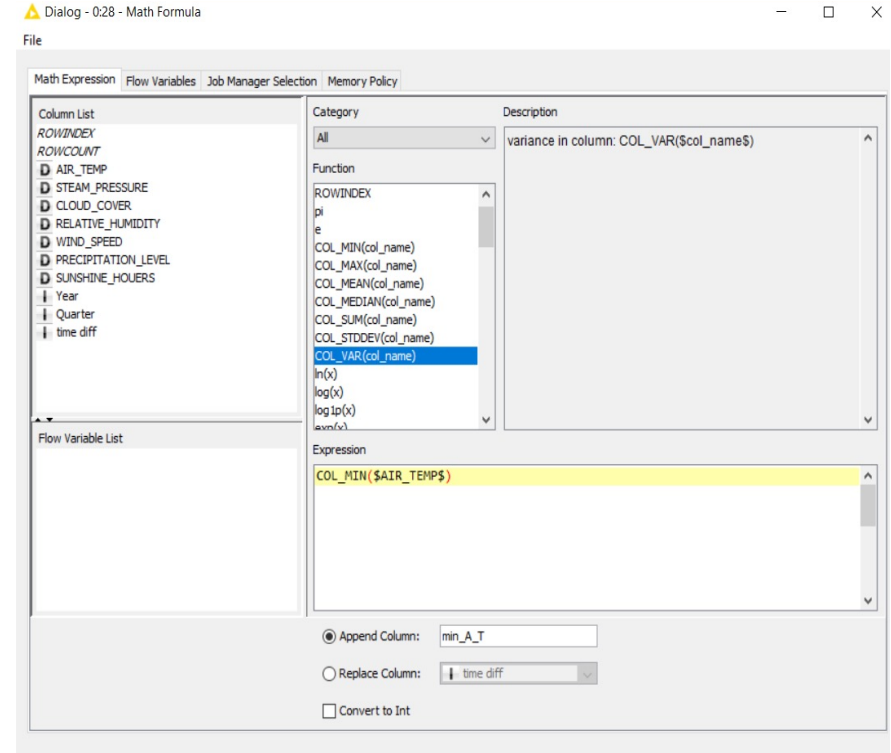 Dialog - 0:28 - Math Formula
File
Math Expression Flow Variables Job Manager Selection Memory Policy
Column List
ROWINDEX
ROWCOUNT
D AIR_TEMP
D STEAM_PRESSURE
D CLOUD_COVER
D RELATIVE_HUMIDITY
D WIND_SPEED
D PRECIPITATION_LEVEL
D SUNSHINE_HOUERS
I Year
I Quarter
I time diff
Flow Variable List
Category
All
Function
ROWINDEX
pi
e
COL_MIN(col_name)
COL_MAX(col_name)
COL_MEAN(col_name)
COL_MEDIAN(col_name)
COL_SUM(col_name)
COL_STDDEV(col_name)
COL_VAR(col_name)
ln(x)
log(x)
log1p(x)
exp(x)
Description
variance in column: COL_VAR($col_name$)
Expression
COL_MIN($AIR_TEMP$)
Append Column: min_A_T
Replace Column: I time diff
Convert to Int